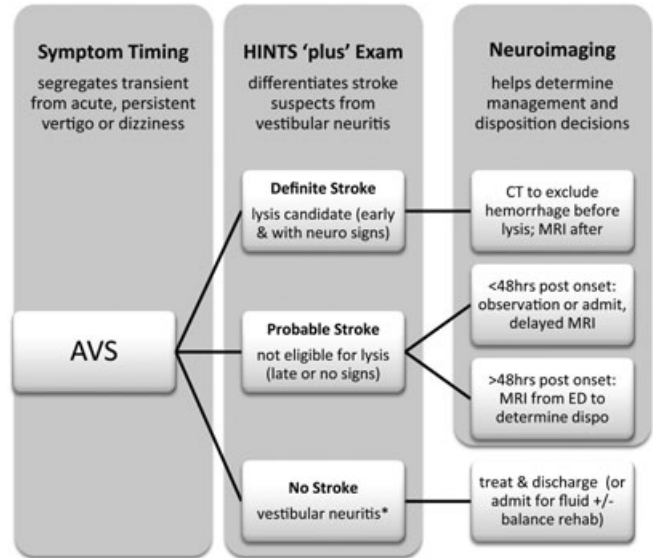 Symptom Timing
segregates transient
from acute, persistent
vertigo or dizziness
HINTS ‘plus’ Exam
differentiates stroke
suspects from
vestibular neuritis
Neuroimaging
helps determine
management and
disposition decisions
AVS
Definite Stroke
lysis candidate (early
& with neuro signs)
CT to exclude
hemorrhage before
lysis; MRI after
Probable Stroke
not eligible for lysis
(late or no signs)
<48hrs post onset:
observation or admit,
delayed MRI
>48hrs post onset:
MRI from ED to
determine dispo
No Stroke
vestibular neuritis*
treat & discharge (or
admit for fluid +/-
balance rehab)